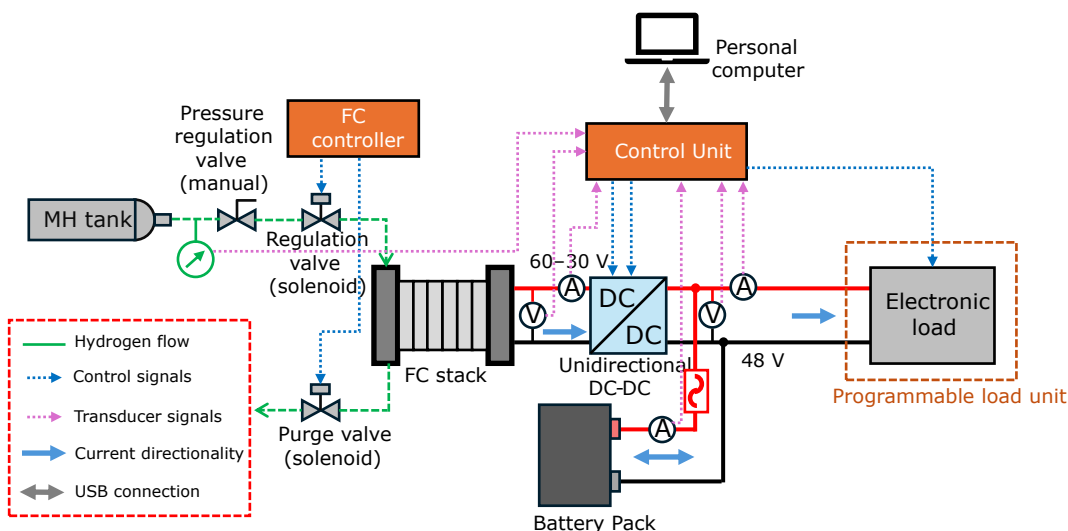 Personal
computer
Pressure
regulation
valve
(manual)
FC
controller
Control Unit
MH tank
Regulation
valve
(solenoid)
60–30 V
A
V
DC
DC
A
V
Electronic
load
48 V
Unidirectional
DC-DC
Programmable load unit
FC stack
Hydrogen flow
Control signals
Transducer signals
Current directionality
USB connection
Purge valve
(solenoid)
A
Battery Pack